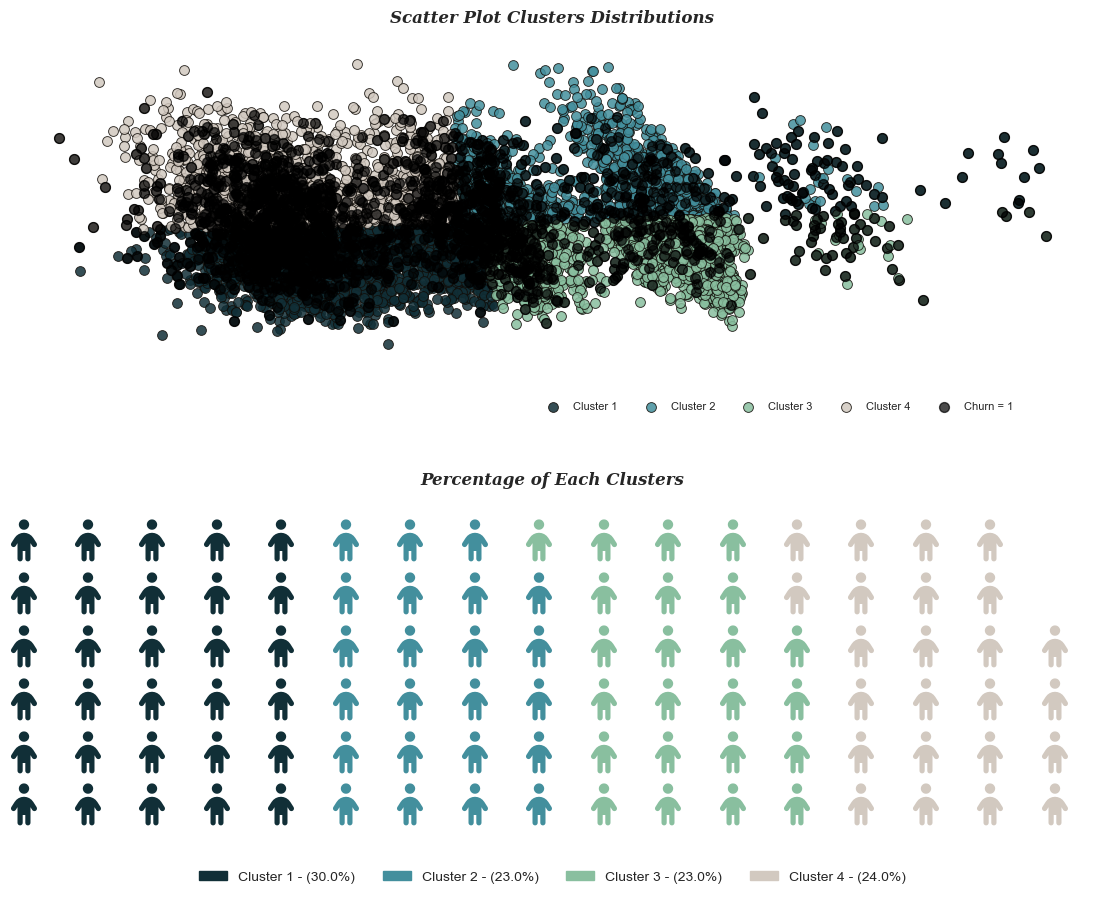 Scatter Plot Clusters Distributions
Cluster 1 Cluster 2 Cluster 3 Cluster 4 Churn = 1
Percentage of Each Clusters
Cluster 1 - (30.0%) Cluster 2 - (23.0%) Cluster 3 - (23.0%) Cluster 4 - (24.0%)